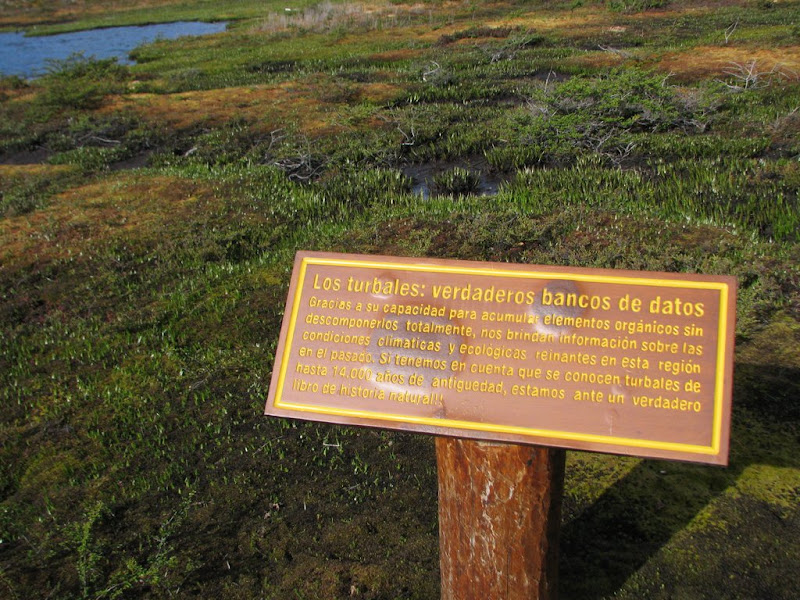 Los turbales: verdaderos bancos de datos
Gracias a su capacidad para acumular elementos orgánicos sin
descomponerlos totalmente, nos brindan información sobre las
condiciones climaticas y ecológicas reinantes en esta región
en el pasado. Si tenemos en cuenta que se conocen turbales de
hasta 14.000 años de antiguedad, estamos ante un verdadero
libro de historia natural!!